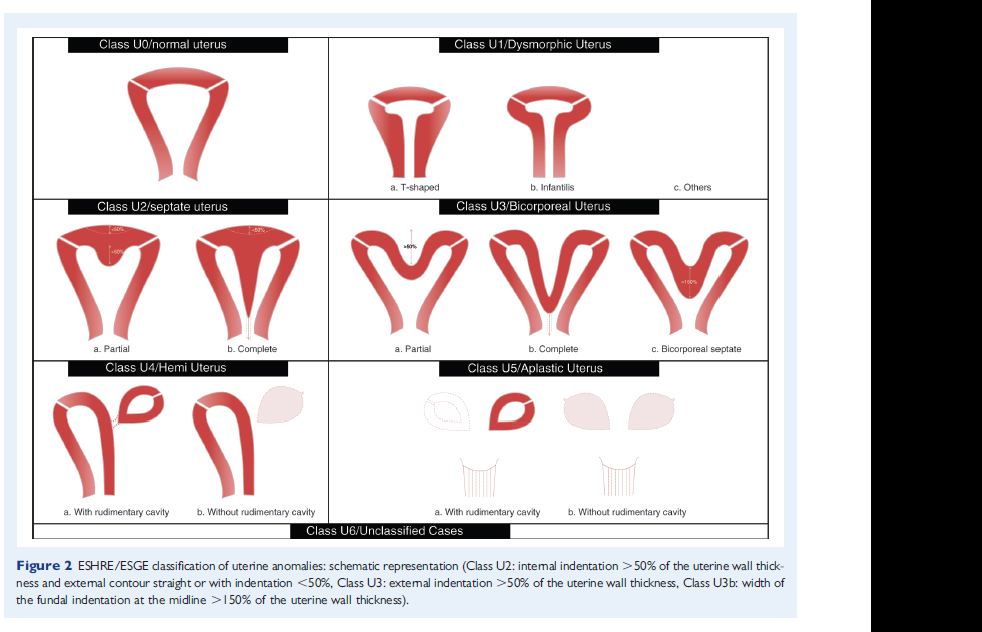 Class U0/normal uterus
Class U1/Dysmorphic Uterus
a. T-shaped
b. Infantilis
c. Others
Class U2/septate uterus
<50%
>50%
<50%
a. Partial
b. Complete
Class U3/Bicorporeal Uterus
>50%
>150%
a. Partial
b. Complete
c. Bicorporeal septate
Class U4/Hemi Uterus
a. With rudimentary cavity
b. Without rudimentary cavity
Class U5/Aplastic Uterus
a. With rudimentary cavity
b. Without rudimentary cavity
Class U6/Unclassified Cases
Figure 2 ESHRE/ESGE classification of uterine anomalies: schematic representation (Class U2: internal indentation >50% of the uterine wall thick-
ness and external contour straight or with indentation <50%, Class U3: external indentation >50% of the uterine wall thickness, Class U3b: width of
the fundal indentation at the midline >150% of the uterine wall thickness).